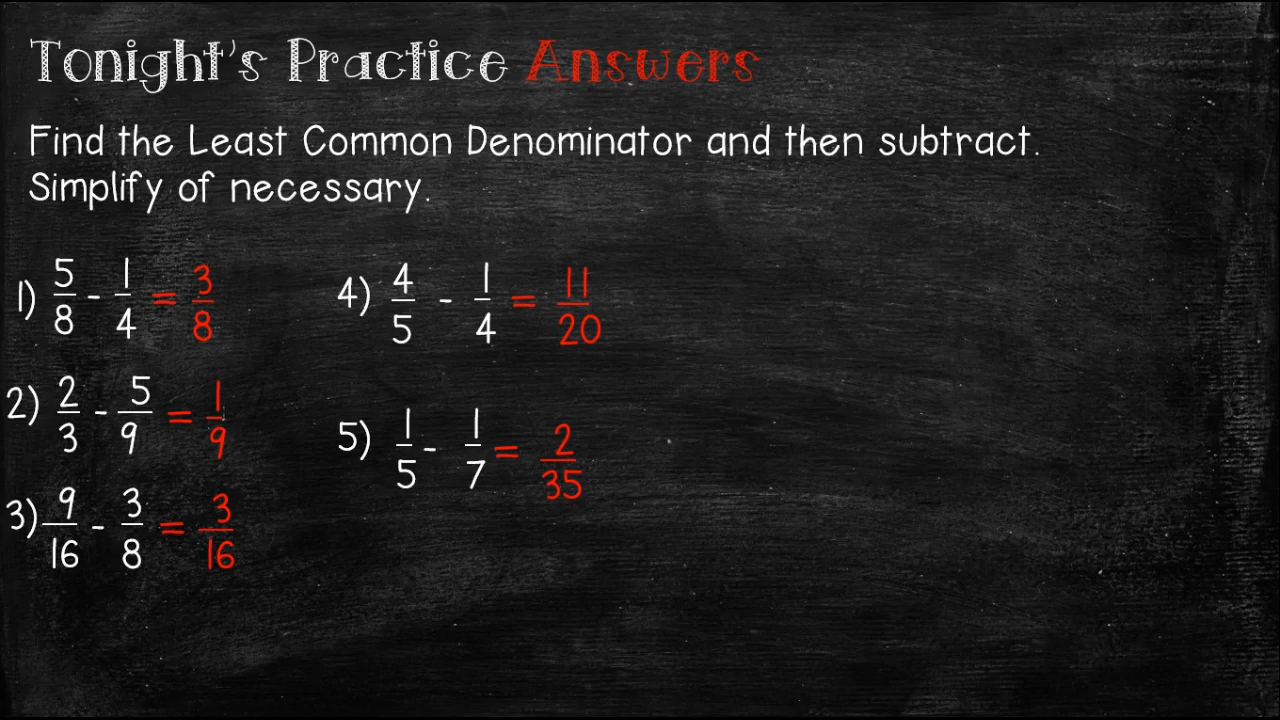 Tonight's Practice Answers
Find the Least Common Denominator and then subtract.
Simplify of necessary.
1) 5/8 - 1/4 = 3/8
2) 2/3 - 5/9 = 1/9
3) 9/16 - 3/8 = 3/16
4) 4/5 - 1/4 = 11/20
5) 1/5 - 1/7 = 2/35